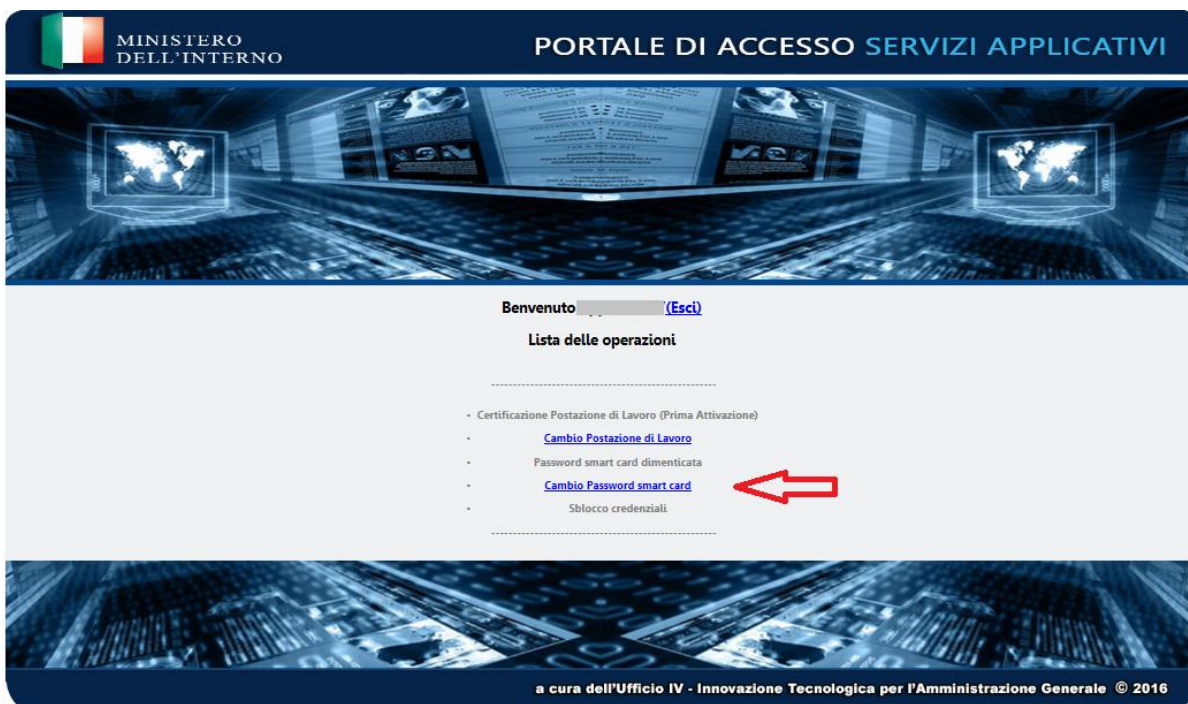 MINISTERO
DELL'INTERNO
PORTALE DI ACCESSO SERVIZI APPLICATIVI
Benvenuto (Esci)
Lista delle operazioni
- Certificazione Postazione di Lavoro (Prima Attivazione)
- Cambio Postazione di Lavoro
- Password smart card dimenticata
- Cambio Password smart card
- Sblocco credenziali
a cura dell'Ufficio IV - Innovazione Tecnologica per l'Amministrazione Generale © 2016